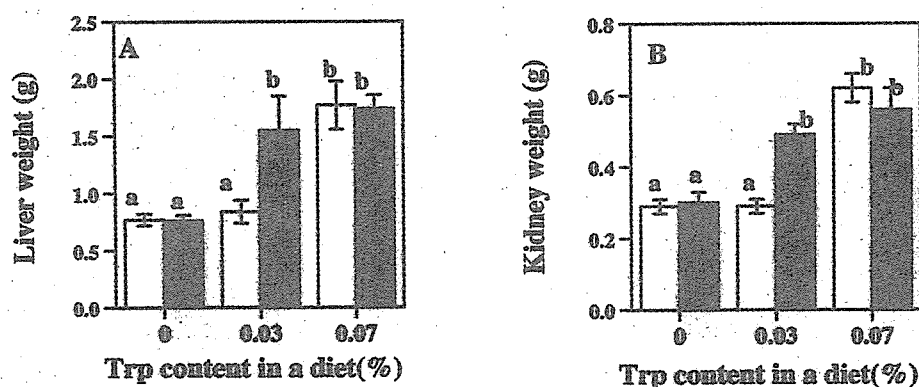 A
Liver weight (g)
2.5
2.0
1.5
1.0
0.5
0.0
a
a
a
b
b
b
0
0.03
0.07
Trp content in a diet(%)
B
Kidney weight (g)
0.8
0.6
0.4
0.2
0.0
a
a
a
b
b
b
0
0.03
0.07
Trp content in a diet(%)